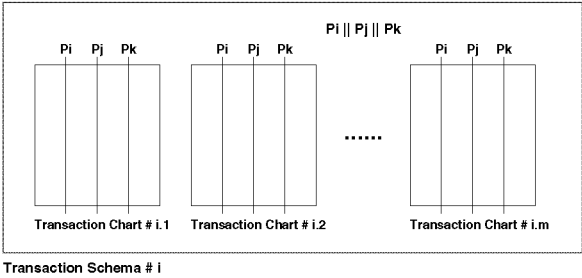 Pi || Pj || Pk
Pi Pj Pk Pi Pj Pk Pi Pj Pk
......
Transaction Chart # i.1 Transaction Chart # i.2 Transaction Chart # i.m
Transaction Schema # i